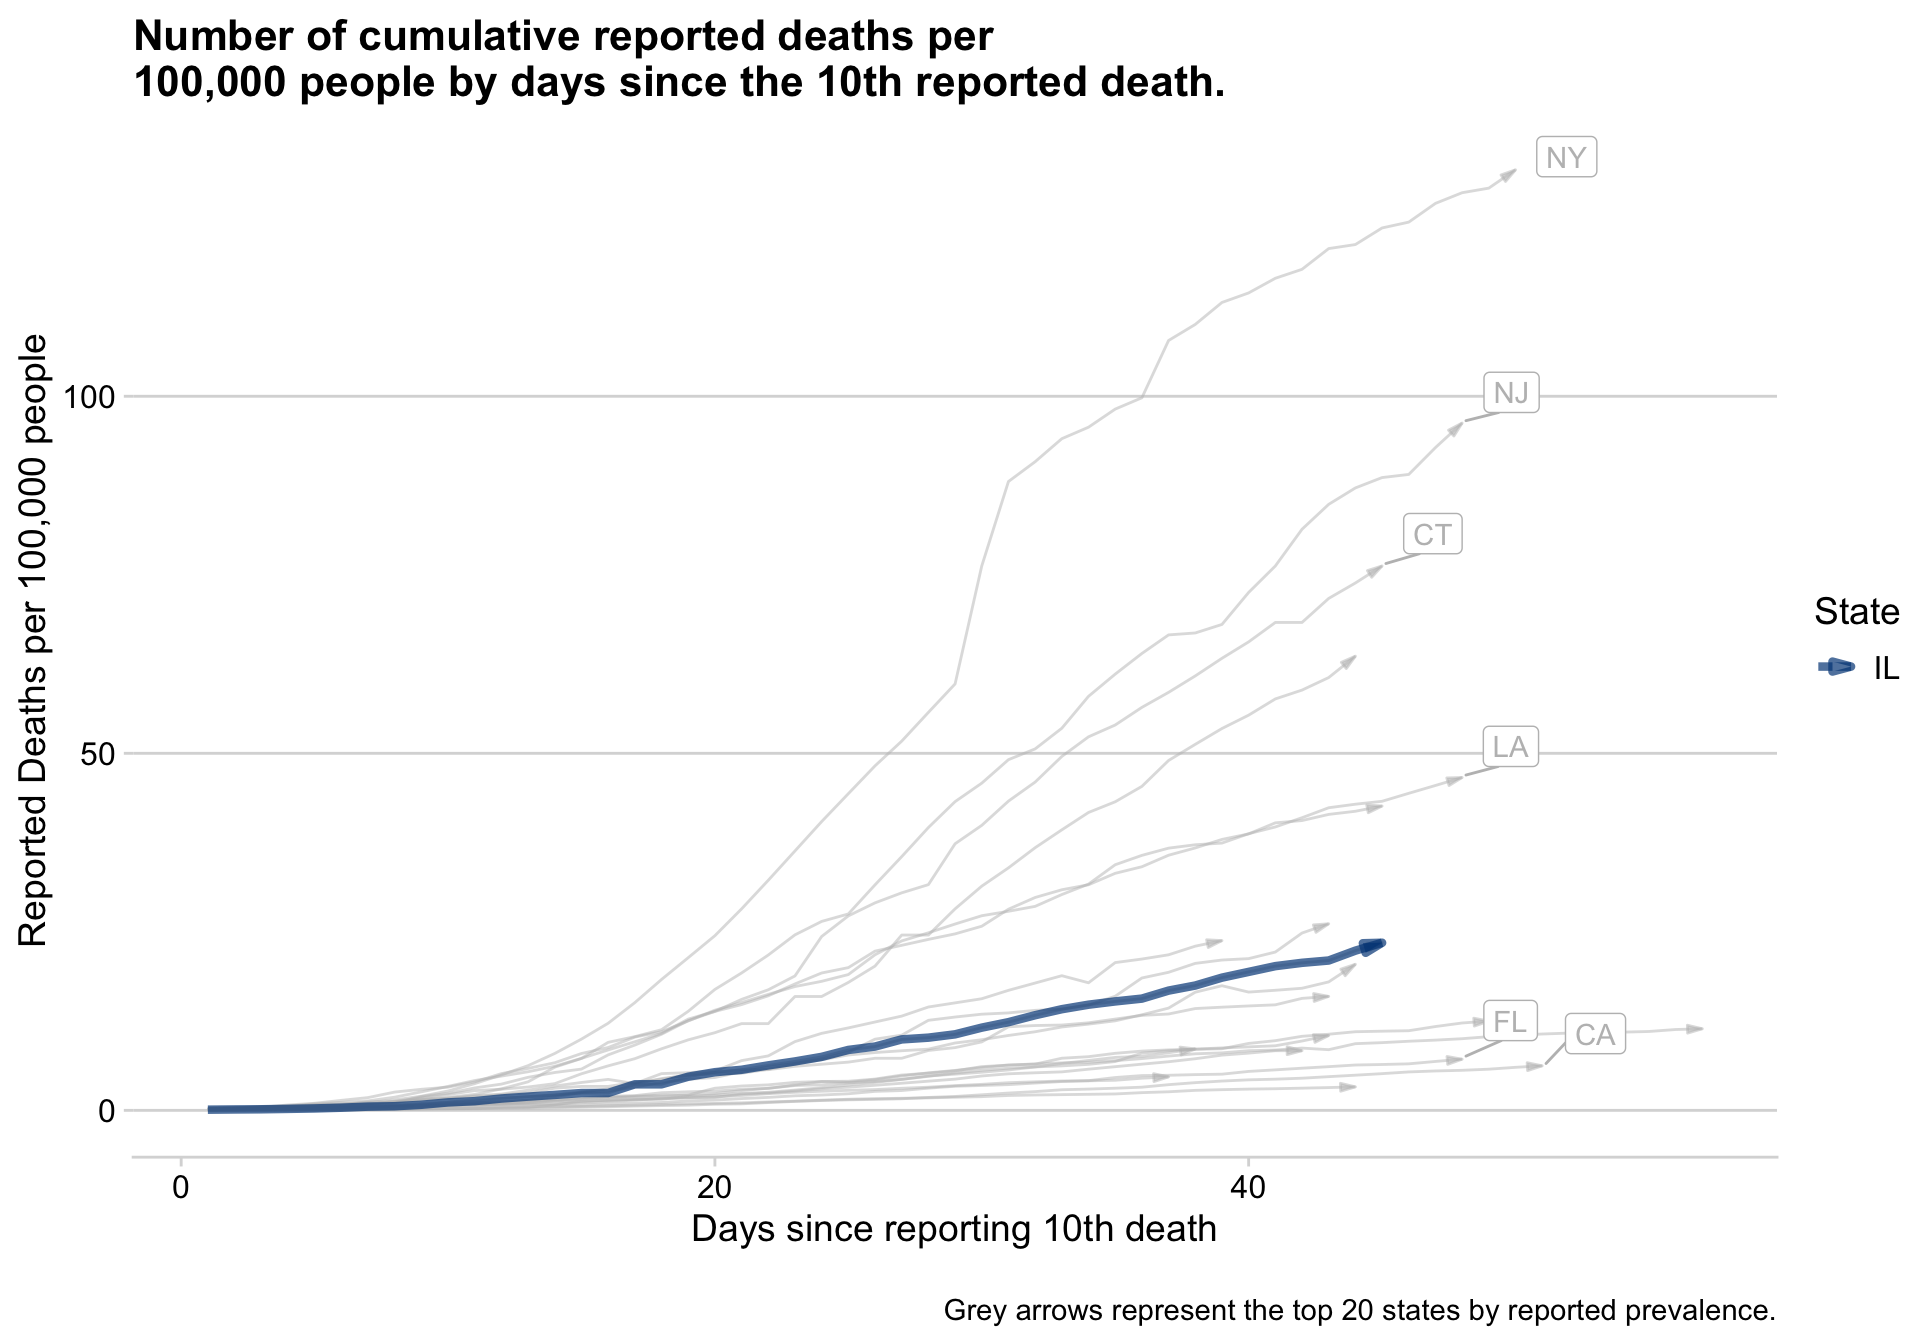 Number of cumulative reported deaths per
100,000 people by days since the 10th reported death.
NY
100
NJ
CT
State
IL
50
LA
FL
CA
0
0
20
40
Reported Deaths per 100,000 people
Days since reporting 10th death
Grey arrows represent the top 20 states by reported prevalence.